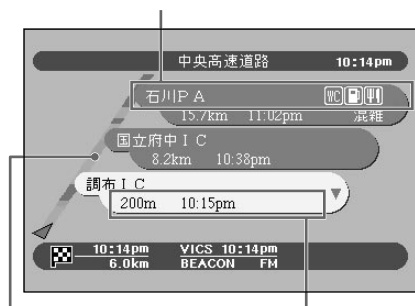 中央高速道路 10:14pm
石川PA WC
15.7km 11:02pm 混雑
国立府中IC
8.2km 10:38pm
調布IC
200m 10:15pm
10:14pm VICS 10:14pm
6.0km BEACON FM